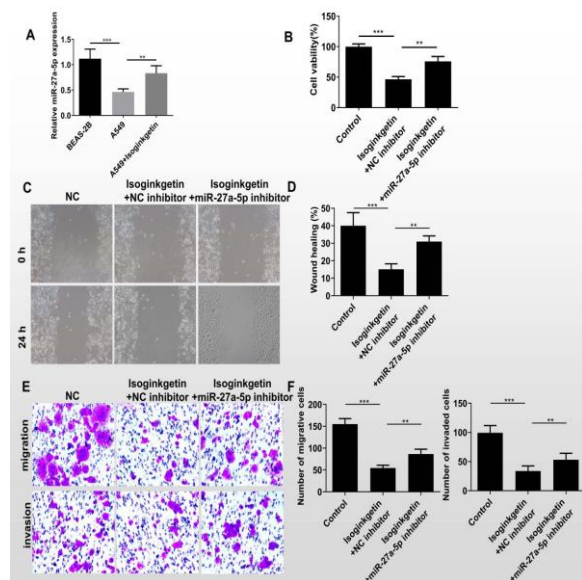 A
Relative miR-27a-5p expression
1.5
1.0
0.5
0.0
***
**
BEAS-2B
A549
A549+Isoginkgetin
B
Cell vability(%)
150
100
50
0
***
**
Control
Isoginkgetin
+NC inhibitor
Isoginkgetin
+miR-27a-5p inhibitor
C
NC
Isoginkgetin
+NC inhibitor
Isoginkgetin
+miR-27a-5p inhibitor
0 h
24 h
D
Wound healing (%)
50
40
30
20
10
0
***
**
Control
Isoginkgetin
+NC inhibitor
Isoginkgetin
+miR-27a-5p inhibitor
E
NC
Isoginkgetin
+NC inhibitor
Isoginkgetin
+miR-27a-5p inhibitor
migration
invasion
F
Number of migrative cells
200
150
100
50
0
***
**
Control
Isoginkgetin
+NC inhibitor
Isoginkgetin
+miR-27a-5p inhibitor
Number of invaded cells
150
100
50
0
***
**
Control
Isoginkgetin
+NC inhibitor
Isoginkgetin
+miR-27a-5p inhibitor